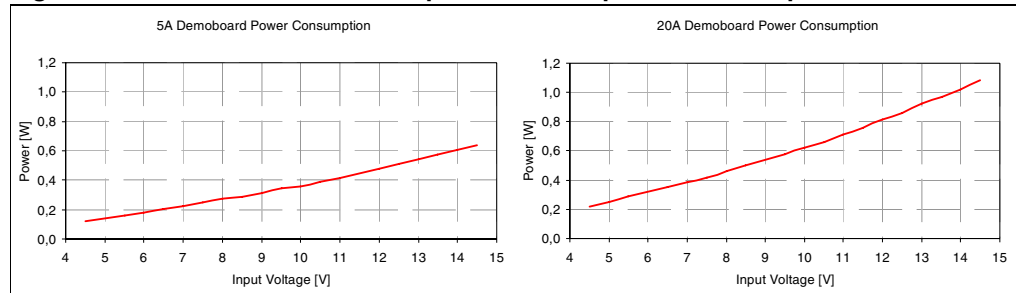 5A Demoboard Power Consumption
1,2
1,0
0,8
0,6
0,4
0,2
0,0
Power [W]
4 5 6 7 8 9 10 11 12 13 14 15
Input Voltage [V]
20A Demoboard Power Consumption
1,2
1,0
0,8
0,6
0,4
0,2
0,0
Power [W]
4 5 6 7 8 9 10 11 12 13 14 15
Input Voltage [V]